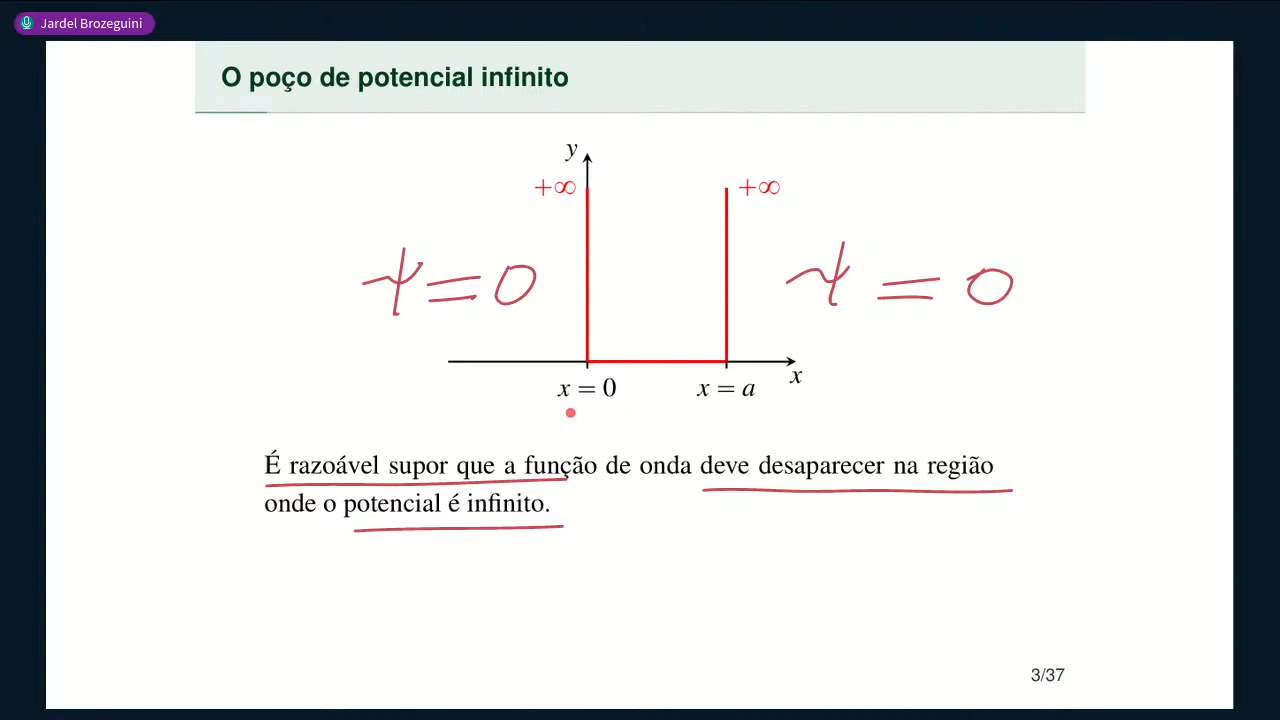 Jardel Brozeguini
O poço de potencial infinito
y
+∞ +∞
ψ = 0 ψ = 0
x = 0 x = a x
É razoável supor que a função de onda deve desaparecer na região
onde o potencial é infinito.
3/37